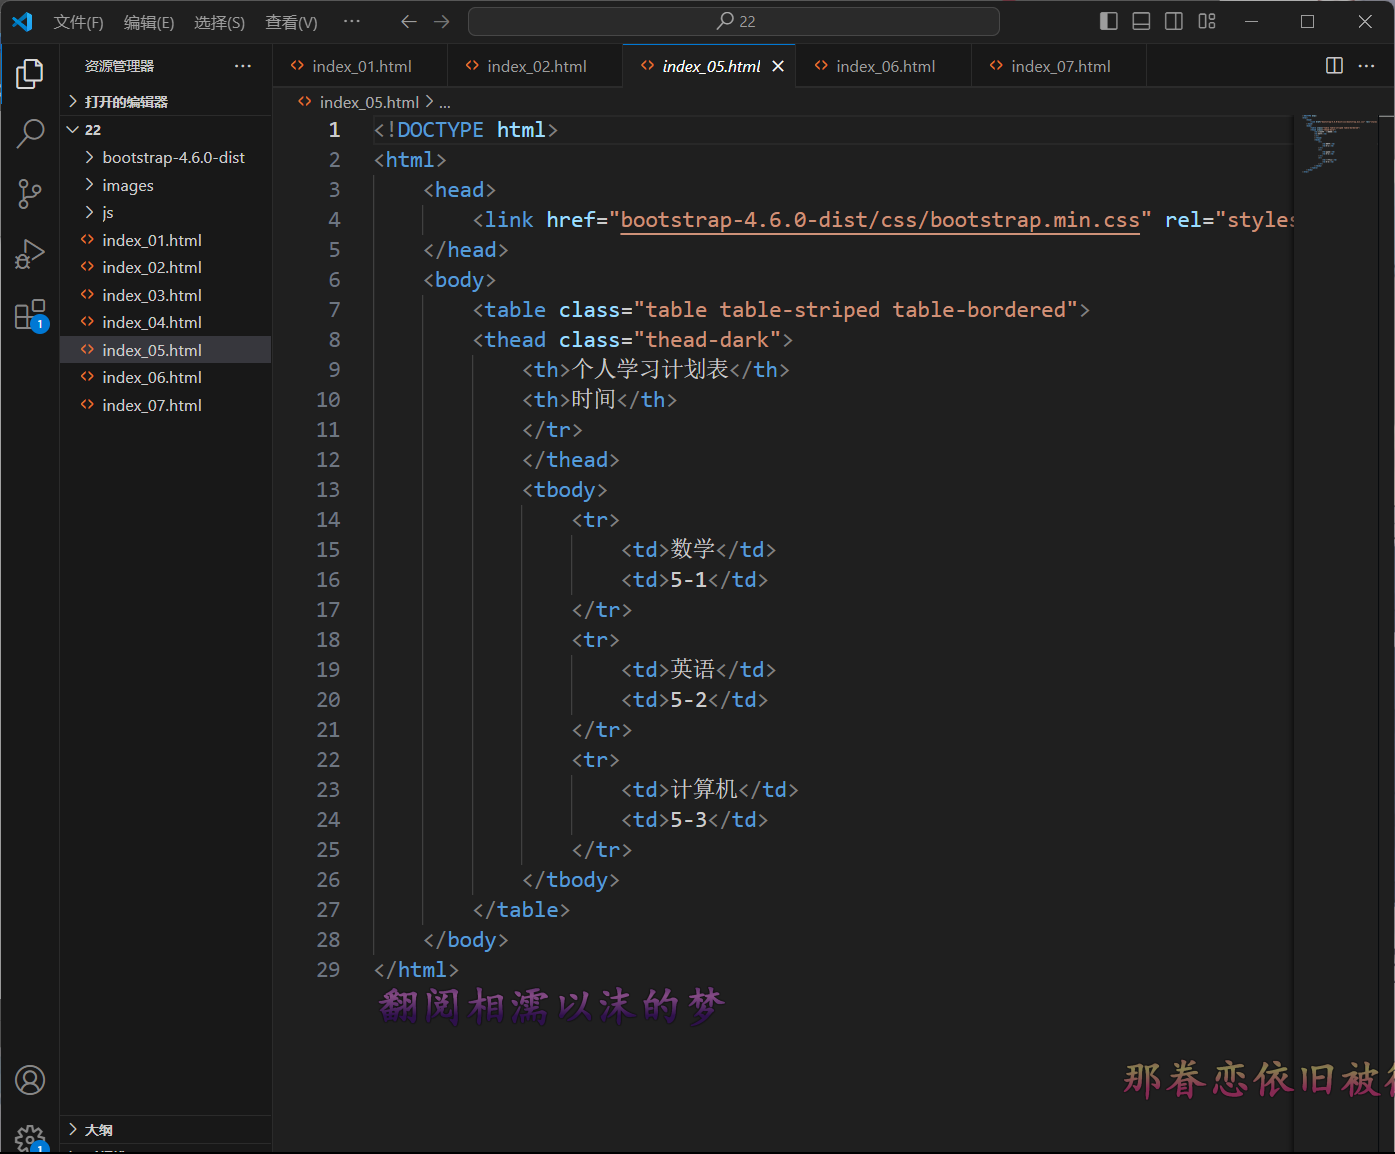 文件(F) 编辑(E) 选择(S) 查看(V) ··· 22
资源管理器 ···
打开的编辑器
22
bootstrap-4.6.0-dist
images
js
index_01.html
index_02.html
index_03.html
index_04.html
index_05.html
index_06.html
index_07.html
大纲
1
1
index_01.html index_02.html index_05.html index_06.html index_07.html
index_05.html > ...
1 <!DOCTYPE html>
2 <html>
3 <head>
4 <link href="bootstrap-4.6.0-dist/css/bootstrap.min.css" rel="styles
5 </head>
6 <body>
7 <table class="table table-striped table-bordered">
8 <thead class="thead-dark">
9 <th>个人学习计划表</th>
10 <th>时间</th>
11 </tr>
12 </thead>
13 <tbody>
14 <tr>
15 <td>数学</td>
16 <td>5-1</td>
17 </tr>
18 <tr>
19 <td>英语</td>
20 <td>5-2</td>
21 </tr>
22 <tr>
23 <td>计算机</td>
24 <td>5-3</td>
25 </tr>
26 </tbody>
27 </table>
28 </body>
29 </html>
翻阅相濡以沫的梦
那眷恋依旧被